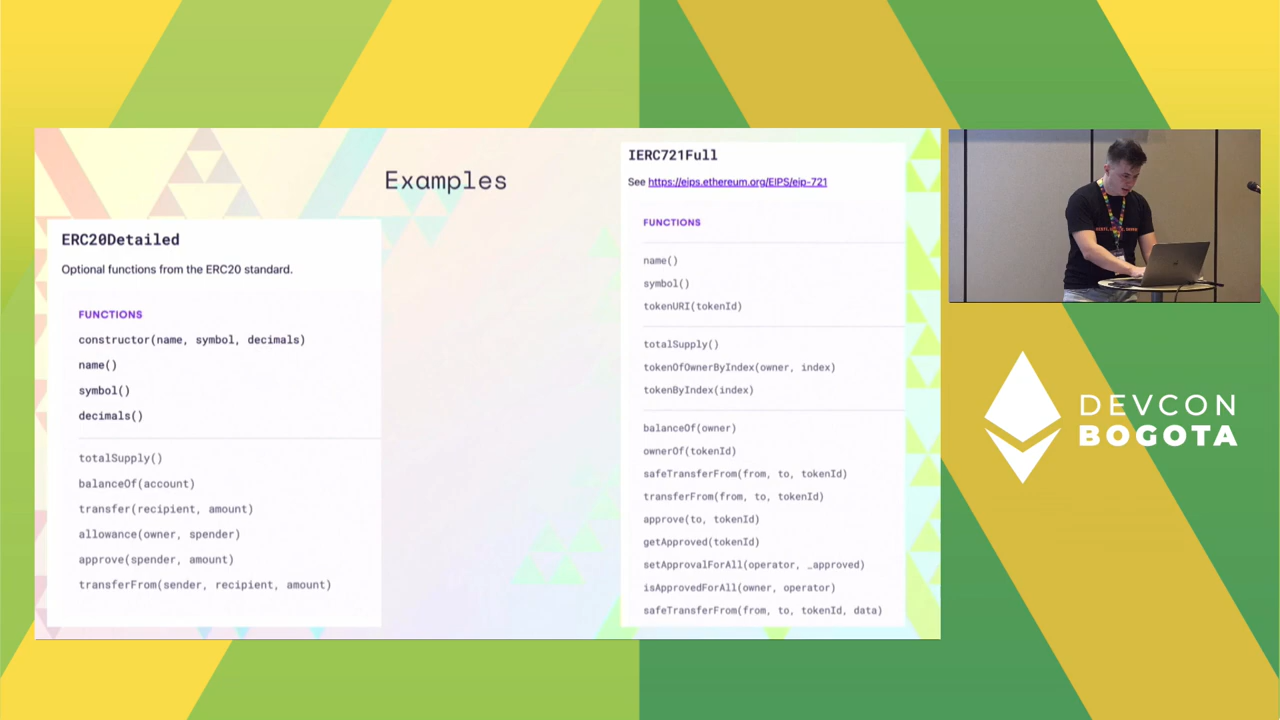 Examples
ERC20Detailed
Optional functions from the ERC20 standard.
FUNCTIONS
constructor(name, symbol, decimals)
name()
symbol()
decimals()
totalSupply()
balanceOf(account)
transfer(recipient, amount)
allowance(owner, spender)
approve(spender, amount)
transferFrom(sender, recipient, amount)
IERC721Full
See https://eips.ethereum.org/EIPS/eip-721
FUNCTIONS
name()
symbol()
tokenURI(tokenId)
totalSupply()
tokenOfOwnerByIndex(owner, index)
tokenByIndex(index)
balanceOf(owner)
ownerOf(tokenId)
safeTransferFrom(from, to, tokenId)
transferFrom(from, to, tokenId)
approve(to, tokenId)
getApproved(tokenId)
setApprovalForAll(operator, _approved)
isApprovedForAll(owner, operator)
safeTransferFrom(from, to, tokenId, data)
DEVCON
BOGOTA